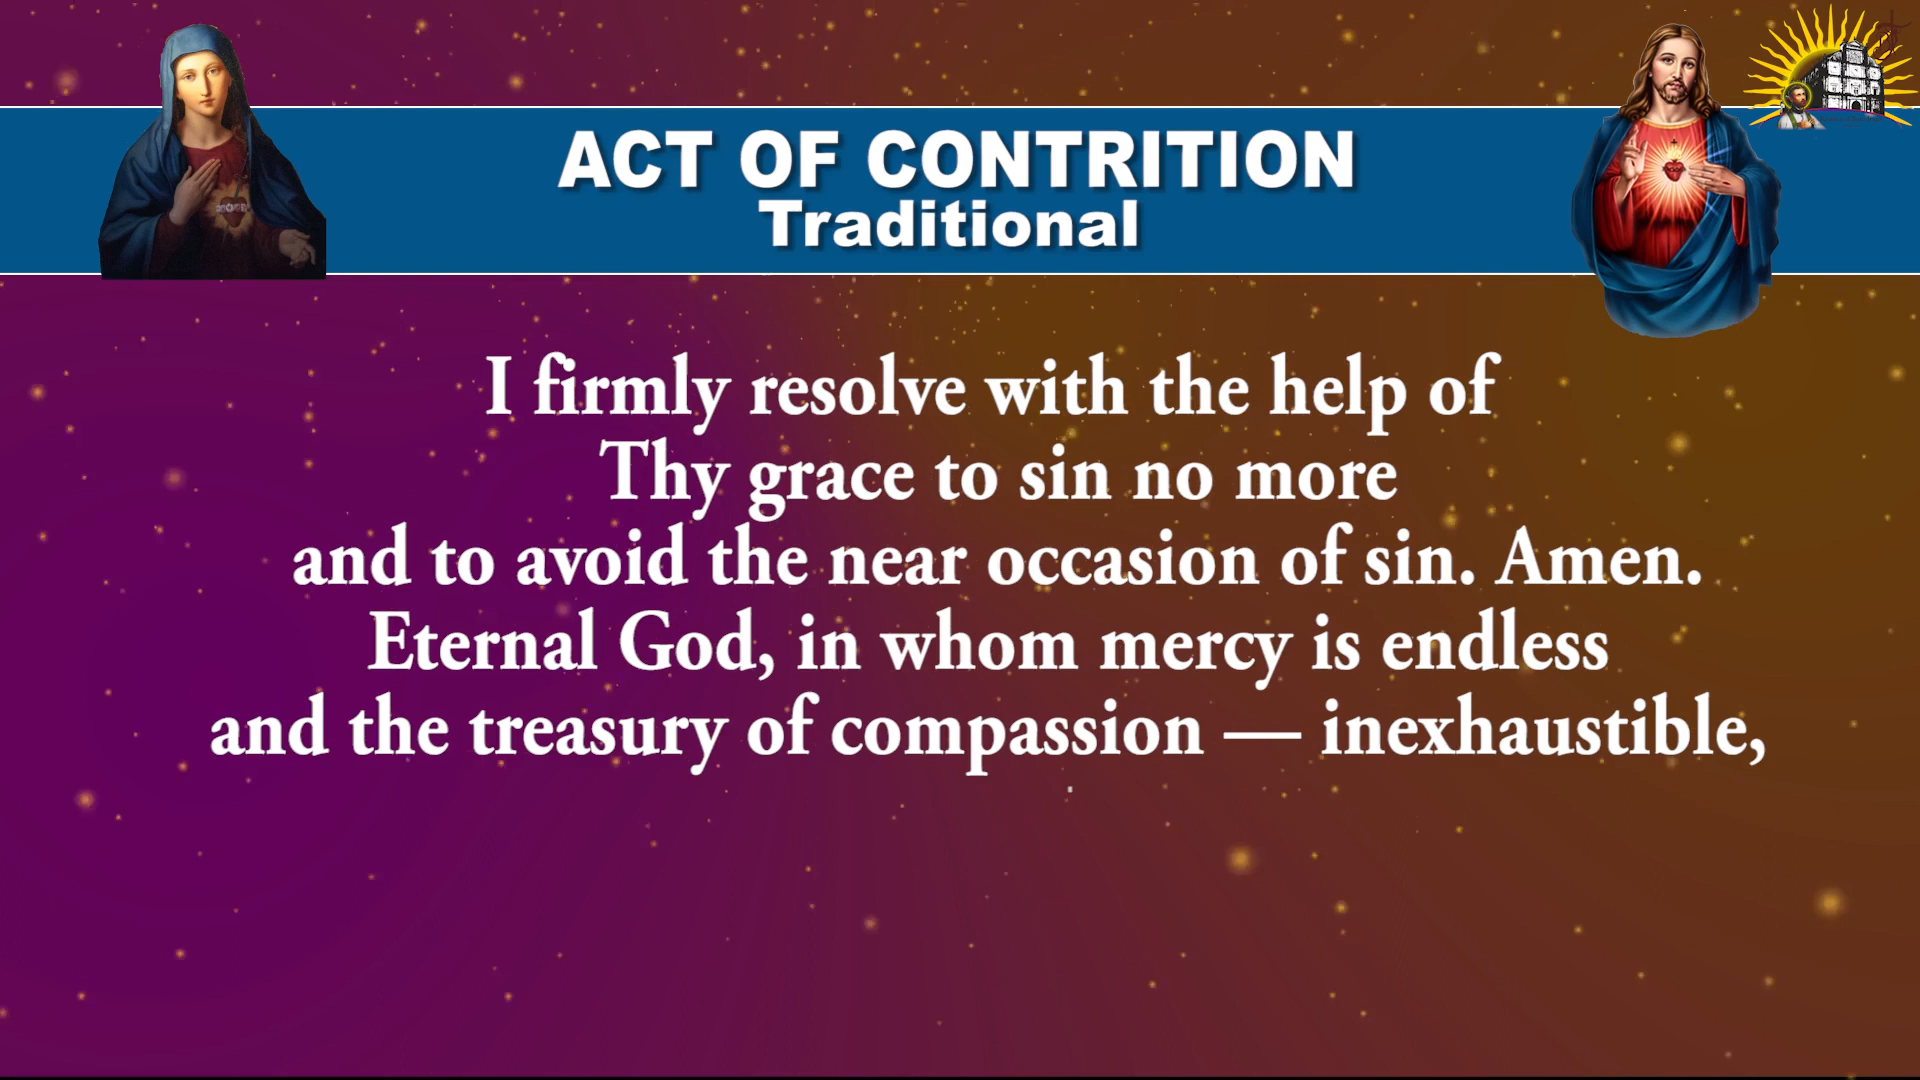 ACT OF CONTRITION
Traditional
I firmly resolve with the help of
Thy grace to sin no more
and to avoid the near occasion of sin. Amen.
Eternal God, in whom mercy is endless
and the treasury of compassion — inexhaustible,